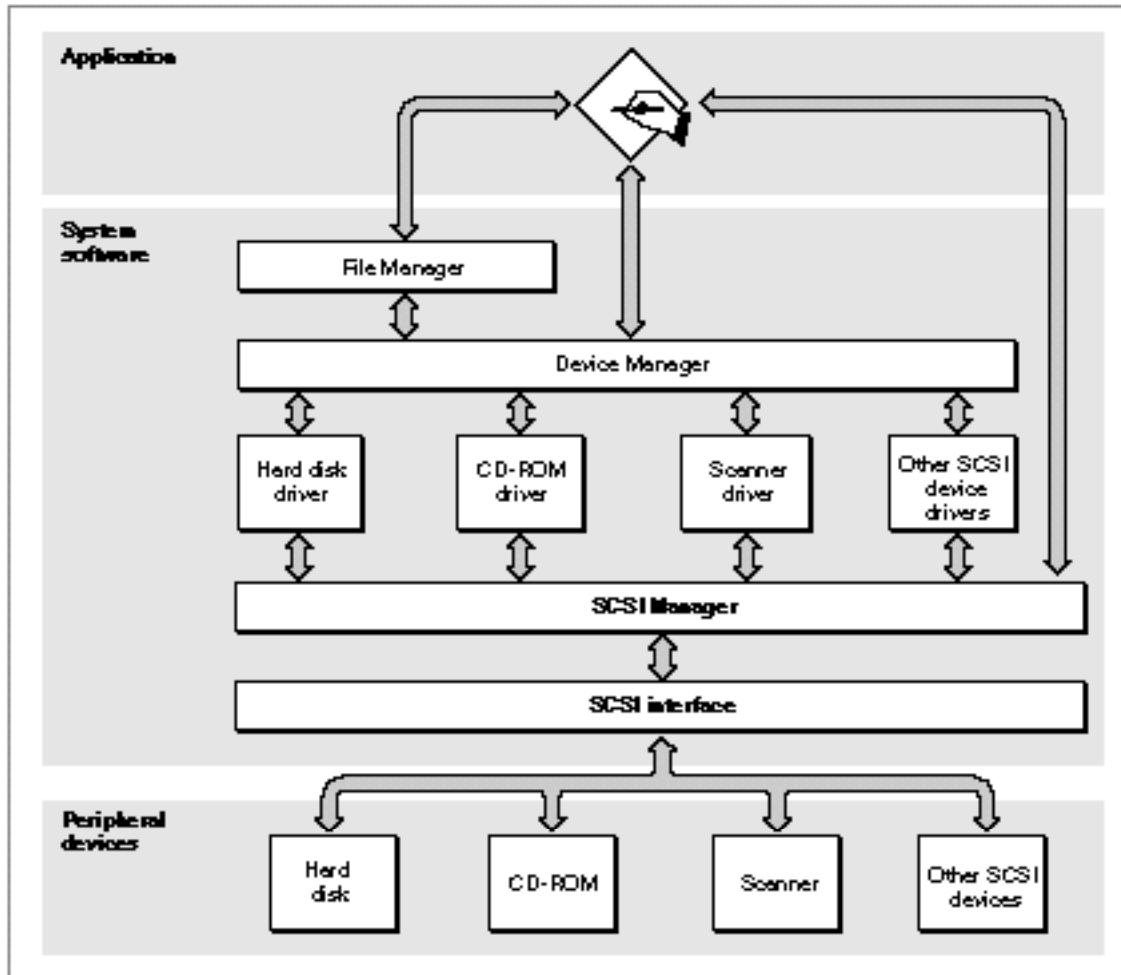 Application
System
software
File Manager
Device Manager
Hard disk
driver
CD-ROM
driver
Scanner
driver
Other SCSI
device
drivers
SCSI Manager
SCSI interface
Peripheral
devices
Hard
disk
CD-ROM
Scanner
Other SCSI
devices